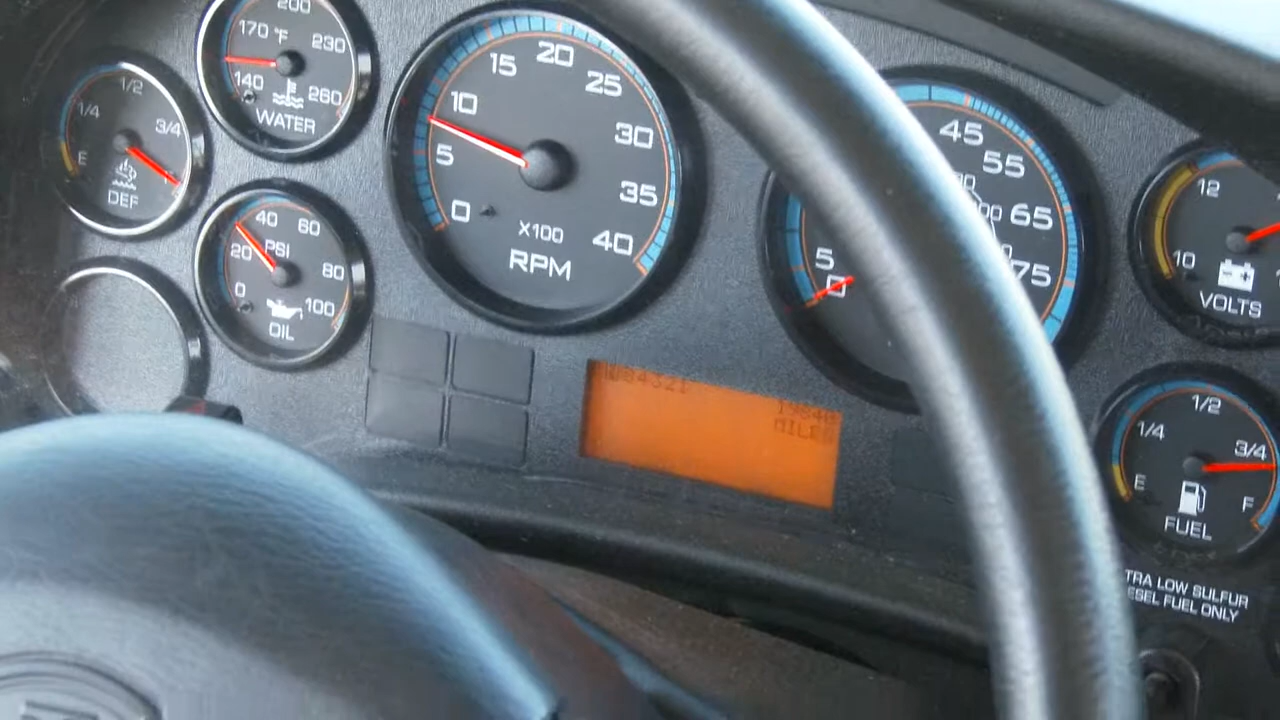 200
170 °F 230
140 260
WATER
1/2
1/4 3/4
E
DEF
40 60
PSI
20 80
0 100
OIL
20
15 25
10 30
5 35
0 40
X100
RPM
45
55
65
75
5
0
MILES
12
10
VOLTS
1/2
1/4 3/4
E F
FUEL
TRA LOW SULFUR
ESEL FUEL ONLY